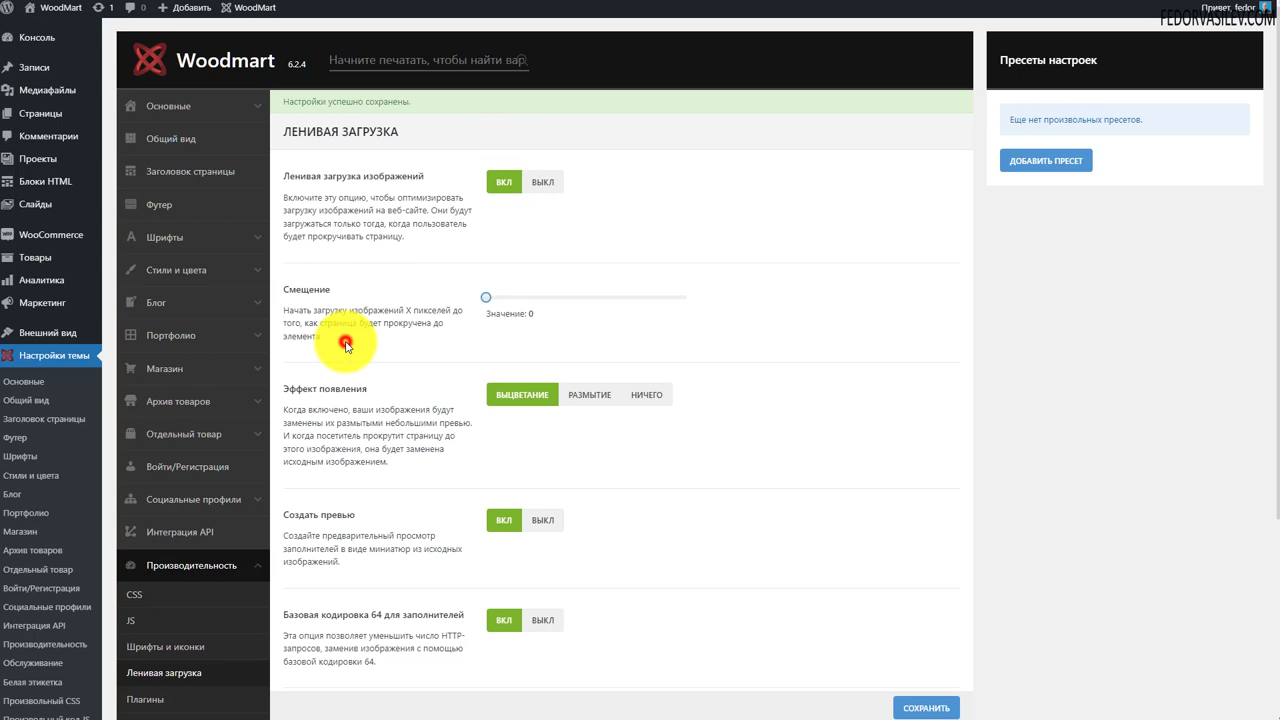 WoodMart
1
0
Добавить
WoodMart
Привет, fedor
FEDORVASILEV.COM
Консоль
Записи
Медиафайлы
Страницы
Комментарии
Проекты
Блоки HTML
Слайды
WooCommerce
Товары
Аналитика
Маркетинг
Внешний вид
Настройки темы
Основные
Общий вид
Заголовок страницы
Футер
Шрифты
Стили и цвета
Блог
Портфолио
Магазин
Архив товаров
Отдельный товар
Войти/Регистрация
Социальные профили
Интеграция API
Производительность
Обслуживание
Белая этикетка
Произвольный CSS
Произвольный код JS
Woodmart
6.2.4
Начните печатать, чтобы найти вар
Основные
Общий вид
Заголовок страницы
Футер
Шрифты
Стили и цвета
Блог
Портфолио
Магазин
Архив товаров
Отдельный товар
Войти/Регистрация
Социальные профили
Интеграция API
Производительность
CSS
JS
Шрифты и иконки
Ленивая загрузка
Плагины
Настройки успешно сохранены.
ЛЕНИВАЯ ЗАГРУЗКА
Ленивая загрузка изображений
Включите эту опцию, чтобы оптимизировать
загрузку изображений на веб-сайте. Они будут
загружаться только тогда, когда пользователь
будет прокручивать страницу.
ВКЛ
ВЫКЛ
Смещение
Начать загрузку изображений X пикселей до
того, как страница будет прокручена до
элемента
Значение: 0
Эффект появления
Когда включено, ваши изображения будут
заменены их размытыми небольшими превью.
И когда посетитель прокрутит страницу до
этого изображения, она будет заменена
исходным изображением.
ВЫЦВЕТАНИЕ
РАЗМЫТИЕ
НИЧЕГО
Создать превью
Создайте предварительный просмотр
заполнителей в виде миниатюр из исходных
изображений.
ВКЛ
ВЫКЛ
Базовая кодировка 64 для заполнителей
Эта опция позволяет уменьшить число HTTP-
запросов, заменив изображения с помощью
базовой кодировки 64.
ВКЛ
ВЫКЛ
СОХРАНИТЬ
Пресеты настроек
Еще нет произвольных пресетов.
ДОБАВИТЬ ПРЕСЕТ